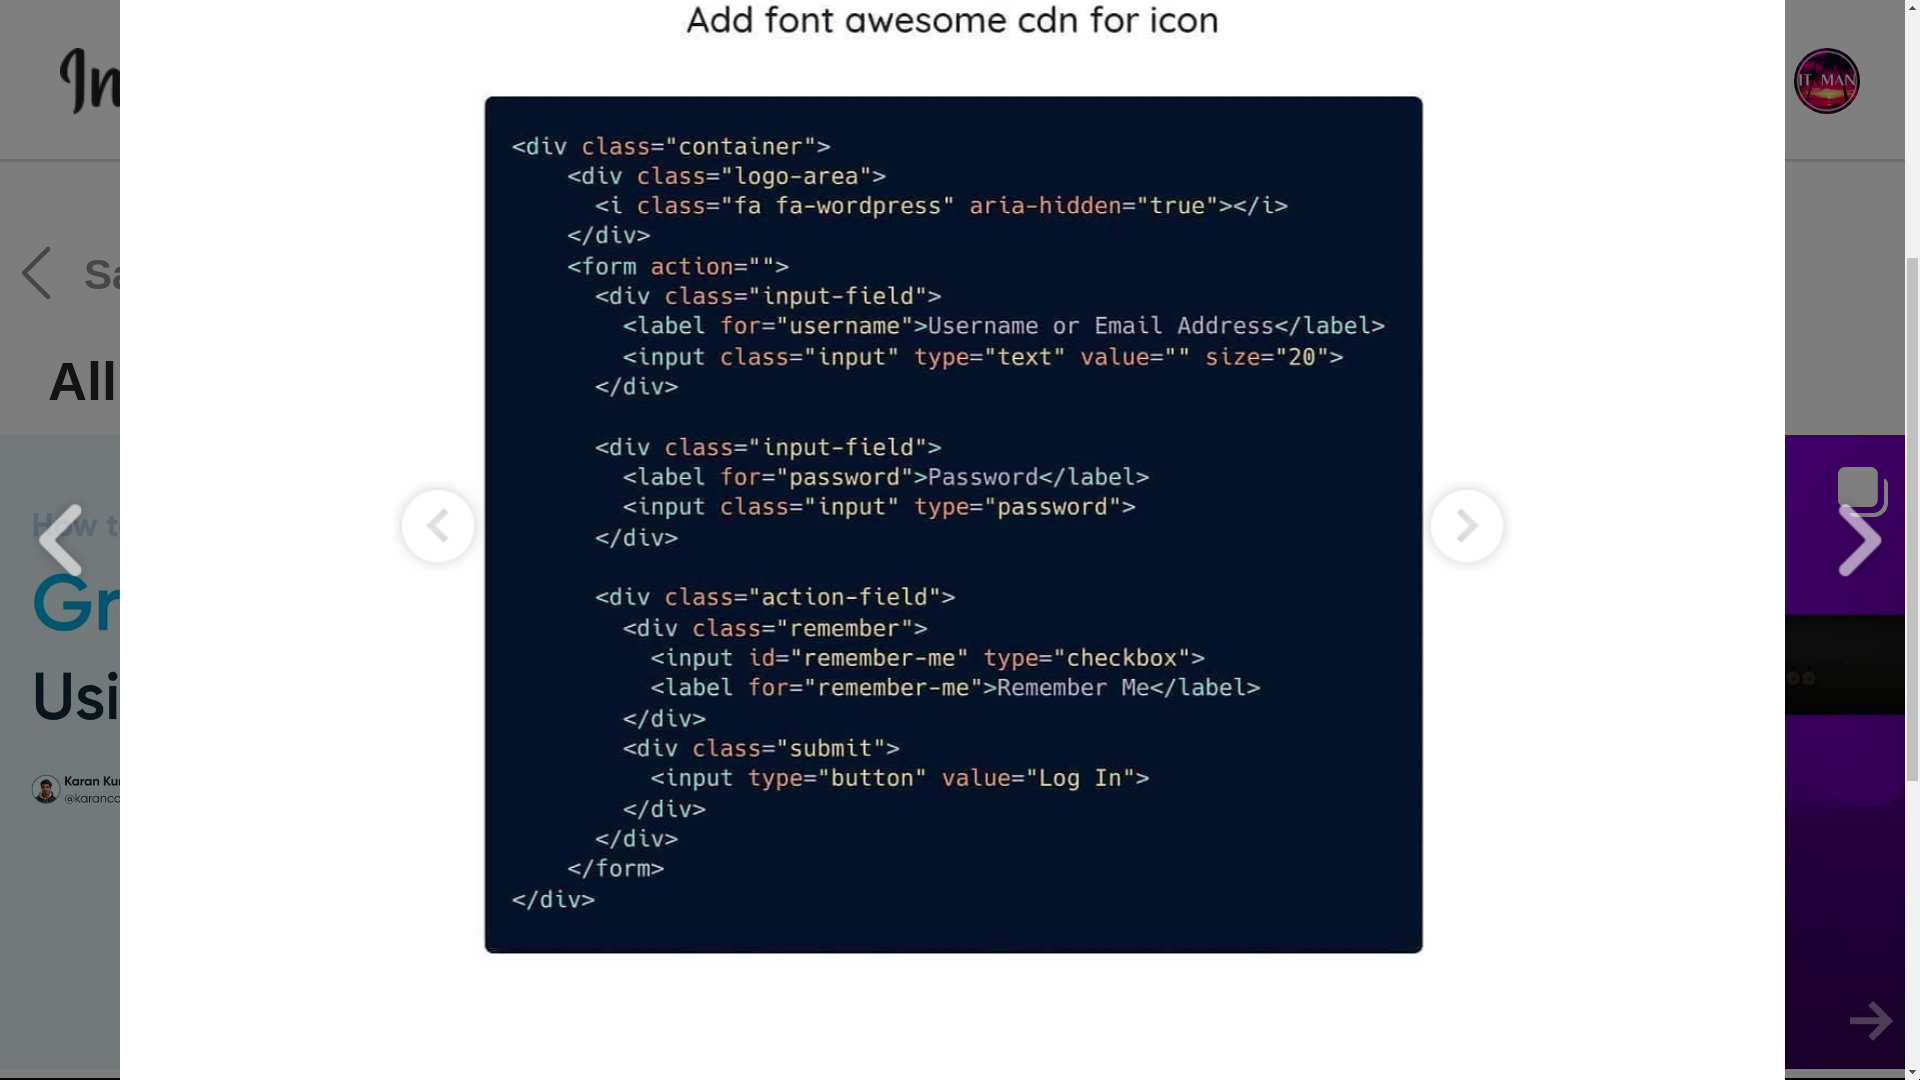 Add font awesome cdn for icon
In
IT MAN
Sa
All
<div class="container">
<div class="logo-area">
<i class="fa fa-wordpress" aria-hidden="true"></i>
</div>
<form action="">
<div class="input-field">
<label for="username">Username or Email Address</label>
<input class="input" type="text" value="" size="20">
</div>
<div class="input-field">
<label for="password">Password</label>
<input class="input" type="password">
</div>
<div class="action-field">
<div class="remember">
<input id="remember-me" type="checkbox">
<label for="remember-me">Remember Me</label>
</div>
<div class="submit">
<input type="button" value="Log In">
</div>
</div>
</form>
</div>
How to
Gr
Usi
Karan Ku
@karanco